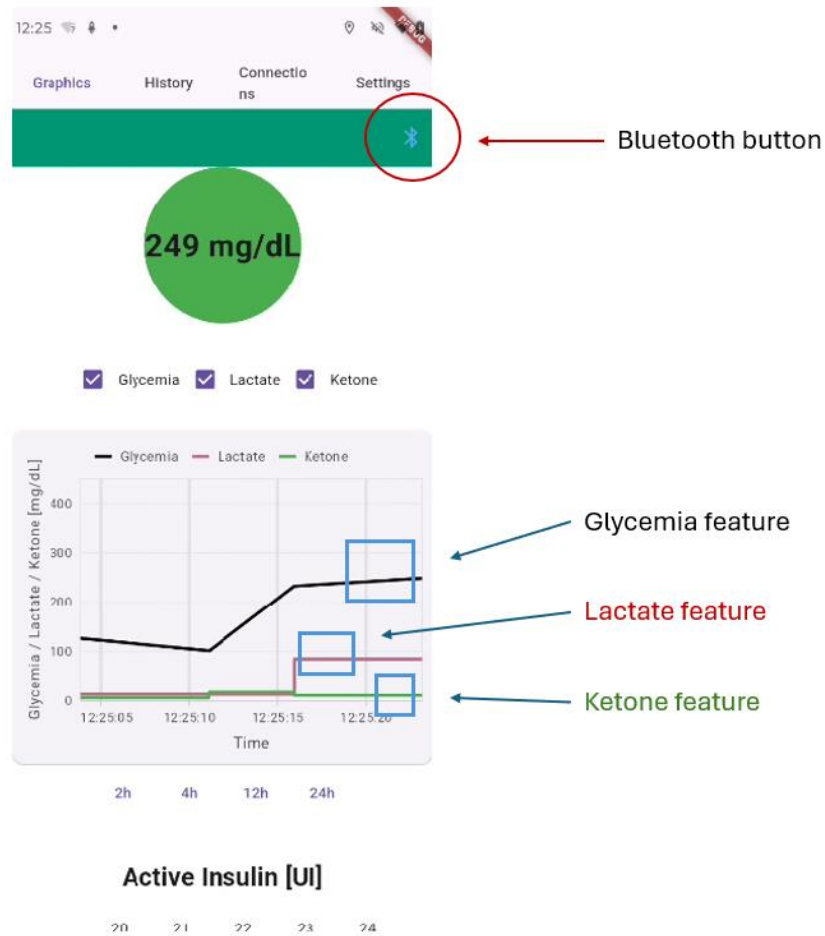 12:25
DEBUG
Graphics
History
Connectio
ns
Settings
Bluetooth button
249 mg/dL
Glycemia
Lactate
Ketone
Glycemia
Lactate
Ketone
Glycemia / Lactate / Ketone [mg/dL]
400
300
200
100
0
12:25:05
12:25:10
12:25:15
12:25:20
Time
Glycemia feature
Lactate feature
Ketone feature
2h
4h
12h
24h
Active Insulin [UI]
20
21
22
23
24